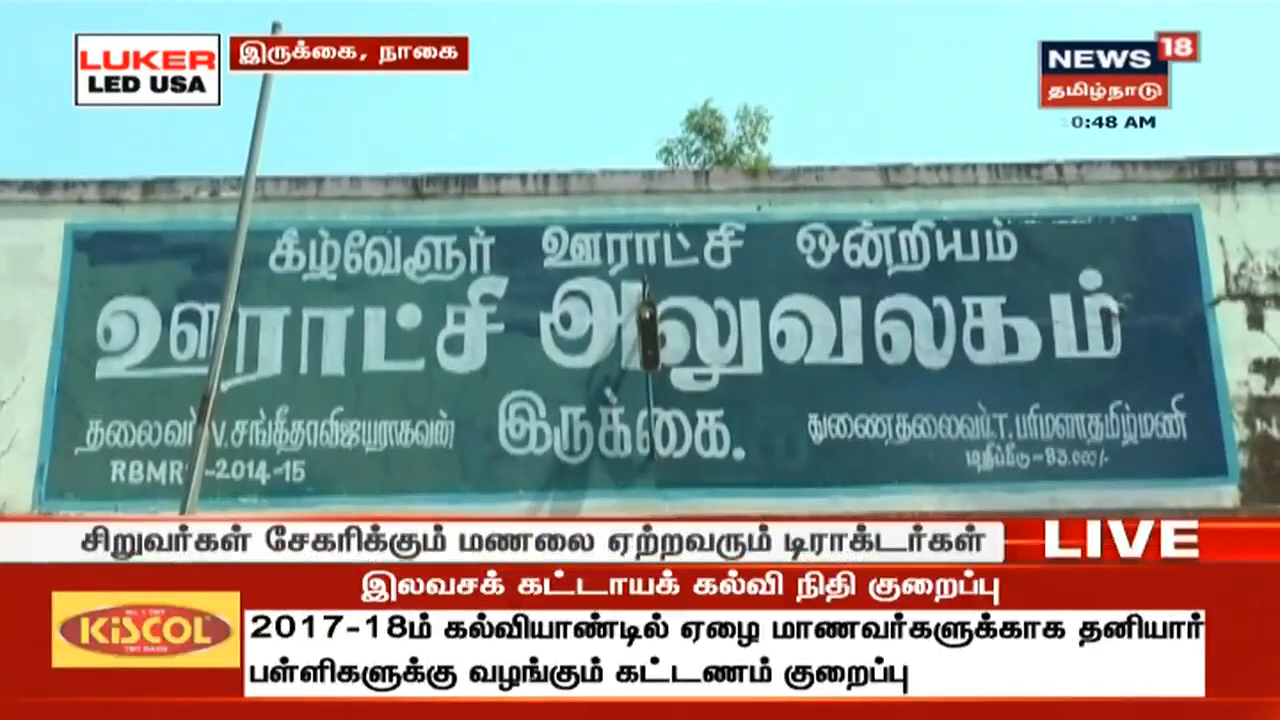 LUKER
LED USA
இருக்கை, நாகை
NEWS 18
தமிழ்நாடு
0:48 AM
கீழ்வேளுர் ஊராட்சி ஒன்றியம்
ஊராட்சி அலுவலகம்
தலைவர் V. சங்கீதாவிஜயராகவன்
இருக்கை.
துணைதலைவர். T. பரிமளாதமிழ்மணி
RBMR -2014-15
மதிப்பீடு-83.000/-
சிறுவர்கள் சேகரிக்கும் மணலை ஏற்றவரும் டிராக்டர்கள்
LIVE
இலவசக் கட்டாயக் கல்வி நிதி குறைப்பு
KiSCOL
2017-18ம் கல்வியாண்டில் ஏழை மாணவர்களுக்காக தனியார்
பள்ளிகளுக்கு வழங்கும் கட்டணம் குறைப்பு